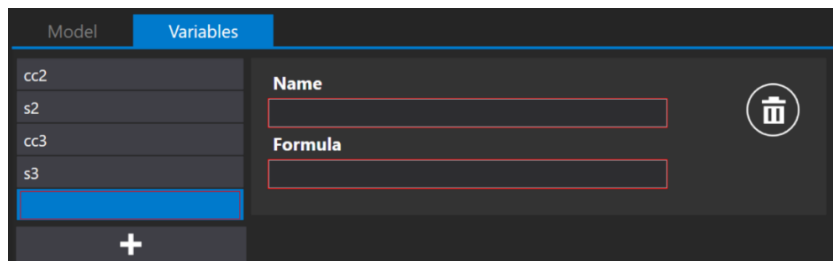 Model Variables
cc2
s2
cc3
s3
Name
Formula